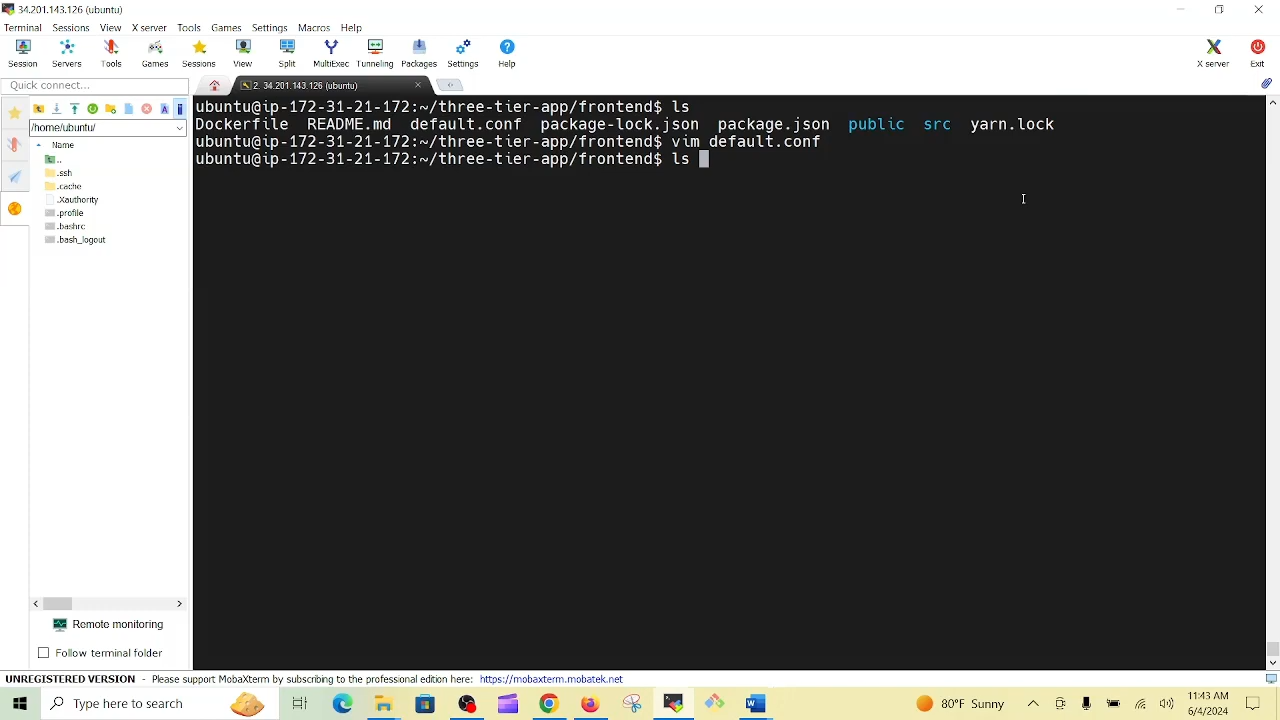 34.201.143.126 (ubuntu)
Terminal Sessions View X server Tools Games Settings Macros Help
Session Servers Tools Games Sessions View Split MultiExec Tunneling Packages Settings Help X server Exit
Quick connect...
2. 34.201.143.126 (ubuntu)
/home/ubuntu/
Name
..
.ssh
.cache
.Xauthority
.profile
.bashrc
.bash_logout
ubuntu@ip-172-31-21-172:~/three-tier-app/frontend$ ls
Dockerfile README.md default.conf package-lock.json package.json public src yarn.lock
ubuntu@ip-172-31-21-172:~/three-tier-app/frontend$ vim default.conf
ubuntu@ip-172-31-21-172:~/three-tier-app/frontend$ ls
Remote monitoring
Follow terminal folder
UNREGISTERED VERSION - Please support MobaXterm by subscribing to the professional edition here: https://mobaxterm.mobatek.net
Type here to search
80°F Sunny
11:43 AM
6/4/2024